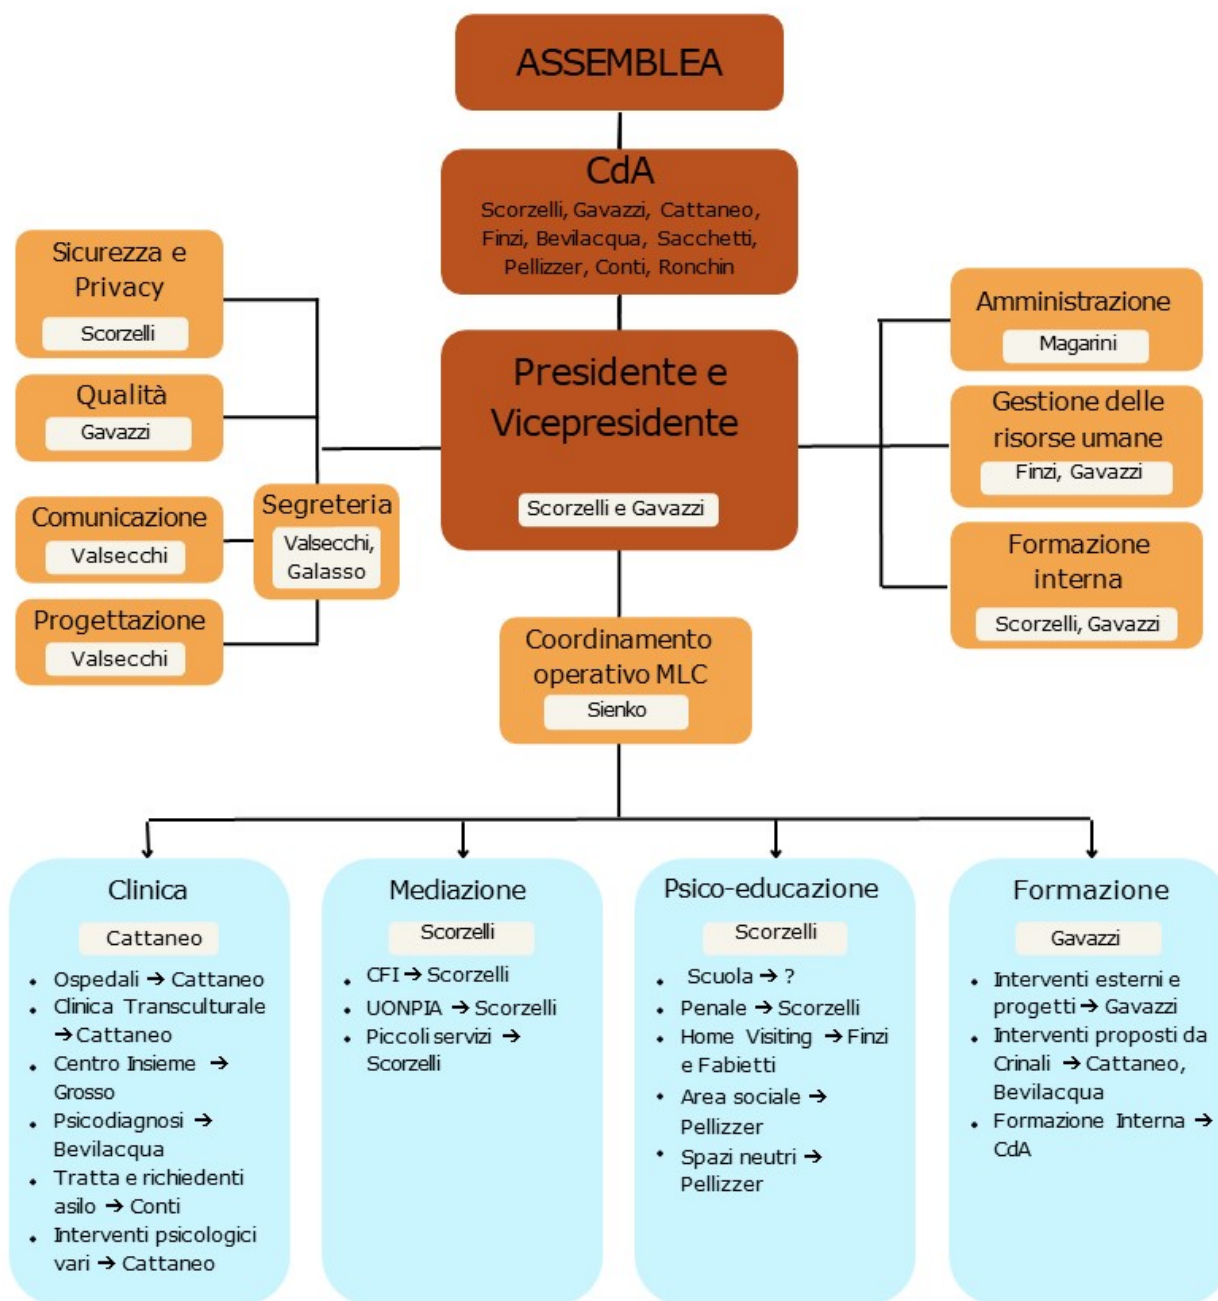 ASSEMBLEA
CdA
Scorzelli, Gavazzi, Cattaneo,
Finzi, Bevilacqua, Sacchetti,
Pellizzer, Conti, Ronchin
Presidente e
Vicepresidente
Scorzelli e Gavazzi
Sicurezza e
Privacy
Scorzelli
Qualità
Gavazzi
Comunicazione
Valsecchi
Progettazione
Valsecchi
Segreteria
Valsecchi,
Galasso
Amministrazione
Magarini
Gestione delle
risorse umane
Finzi, Gavazzi
Formazione
interna
Scorzelli, Gavazzi
Coordinamento
operativo MLC
Sienko
Clinica
Cattaneo
• Ospedali → Cattaneo
• Clinica Transculturale
→ Cattaneo
• Centro Insieme →
Grosso
• Psicodiagnosi →
Bevilacqua
• Tratta e richiedenti
asilo → Conti
• Interventi psicologici
vari → Cattaneo
Mediazione
Scorzelli
• CFI → Scorzelli
• UONPIA → Scorzelli
• Piccoli servizi →
Scorzelli
Psico-educazione
Scorzelli
• Scuola → ?
• Penale → Scorzelli
• Home Visiting → Finzi
e Fabietti
• Area sociale →
Pellizzer
• Spazi neutri →
Pellizzer
Formazione
Gavazzi
• Interventi esterni e
progetti → Gavazzi
• Interventi proposti da
Crinali → Cattaneo,
Bevilacqua
• Formazione Interna →
CdA